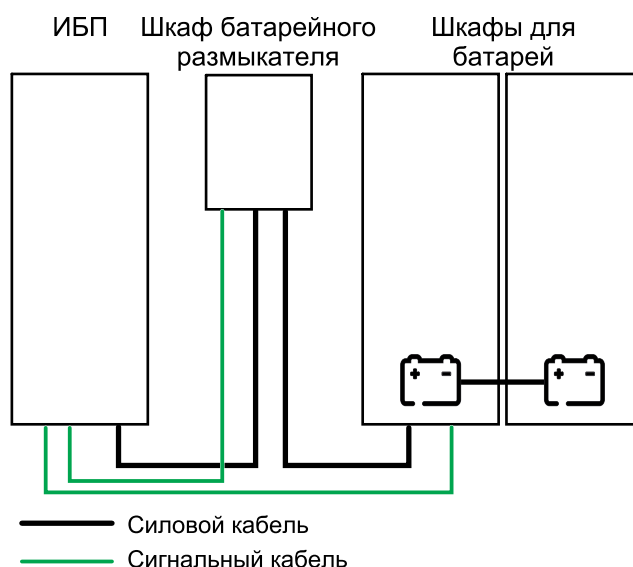 ИБП
Шкаф батарейного
размыкателя
Шкафы для
батарей
+ -
+ -
Силовой кабель
Сигнальный кабель